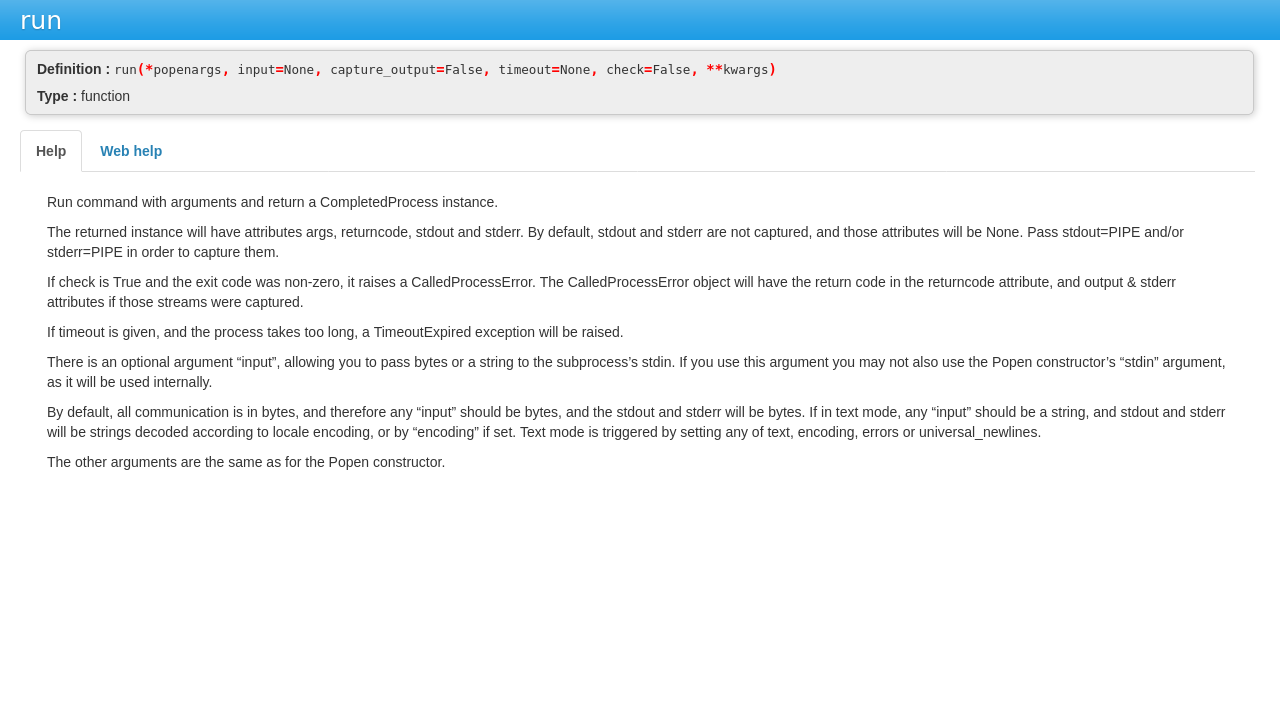 run
Definition : run(*popenargs, input=None, capture_output=False, timeout=None, check=False, **kwargs)
Type : function
Help Web help
Run command with arguments and return a CompletedProcess instance.
The returned instance will have attributes args, returncode, stdout and stderr. By default, stdout and stderr are not captured, and those attributes will be None. Pass stdout=PIPE and/or
stderr=PIPE in order to capture them.
If check is True and the exit code was non-zero, it raises a CalledProcessError. The CalledProcessError object will have the return code in the returncode attribute, and output & stderr
attributes if those streams were captured.
If timeout is given, and the process takes too long, a TimeoutExpired exception will be raised.
There is an optional argument “input”, allowing you to pass bytes or a string to the subprocess’s stdin. If you use this argument you may not also use the Popen constructor’s “stdin” argument,
as it will be used internally.
By default, all communication is in bytes, and therefore any “input” should be bytes, and the stdout and stderr will be bytes. If in text mode, any “input” should be a string, and stdout and stderr
will be strings decoded according to locale encoding, or by “encoding” if set. Text mode is triggered by setting any of text, encoding, errors or universal_newlines.
The other arguments are the same as for the Popen constructor.